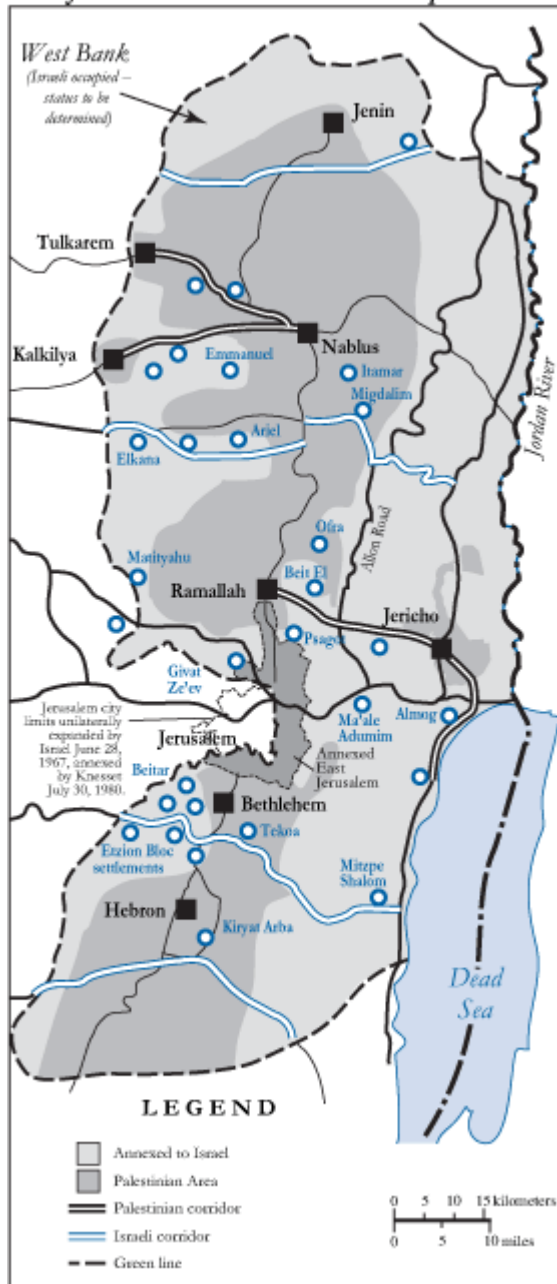 West Bank
(Israeli occupied –
status to be
determined)
Jenin
Tulkarem
Nablus
Kalkilya
Emmanuel
Itamar
Migdalim
Jordan River
Ariel
Elkana
Ofra
Allon Road
Matityahu
Beit El
Ramallah
Jericho
Psagot
Givat
Ze'ev
Jerusalem city
limits unilaterally
expanded by
Israel June 28,
1967, annexed
by Knesset
July 30, 1980.
Jerusalem
Ma'ale
Adumim
Almog
Annexed
East
Jerusalem
Beitar
Bethlehem
Tekoa
Etzion Bloc
settlements
Mitzpe
Shalom
Hebron
Kiryat Arba
Dead
Sea
LEGEND
Annexed to Israel
Palestinian Area
Palestinian corridor
Israeli corridor
Green line
0 5 10 15 kilometers
0 5 10 miles